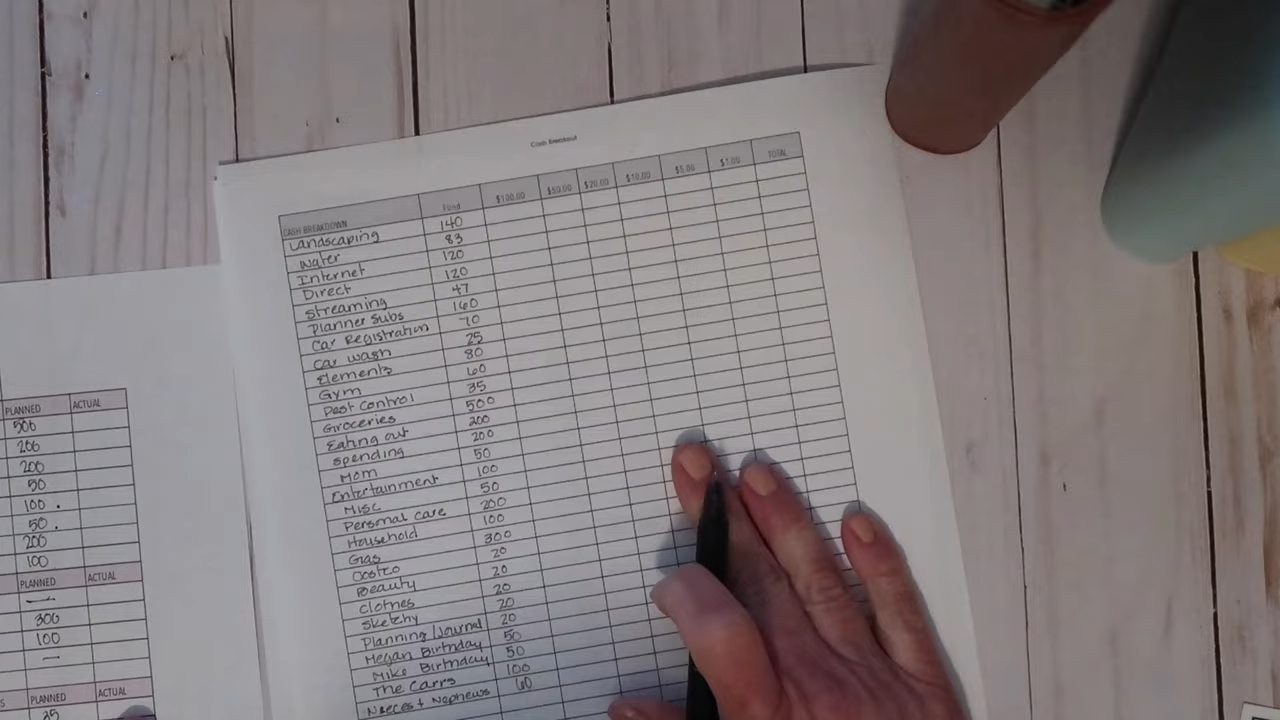 Cash Breakout
CASH BREAKDOWN Fund $100.00 $50.00 $20.00 $10.00 $5.00 $1.00 TOTAL
Landscaping 140
Water 83
Internet 120
Direct 120
Streaming 47
Planner Subs 160
Car Registration 70
Car wash 25
Elements 80
Gym 60
Pest Control 35
Groceries 500
Eating out 200
Spending 200
Mom 50
Entertainment 100
Misc 50
Personal care 200
Household 100
Gas 300
Costco 20
Beauty 20
Clothes 20
Sketchy 20
Planning/Journal 20
Megan Birthday 50
Mike Birthday 50
The Carrs 100
Neices + Nephews 60
PLANNED ACTUAL
500
200
200
50
100 .
50 .
200
100
PLANNED ACTUAL
—
300
100
—
S PLANNED ACTUAL
35